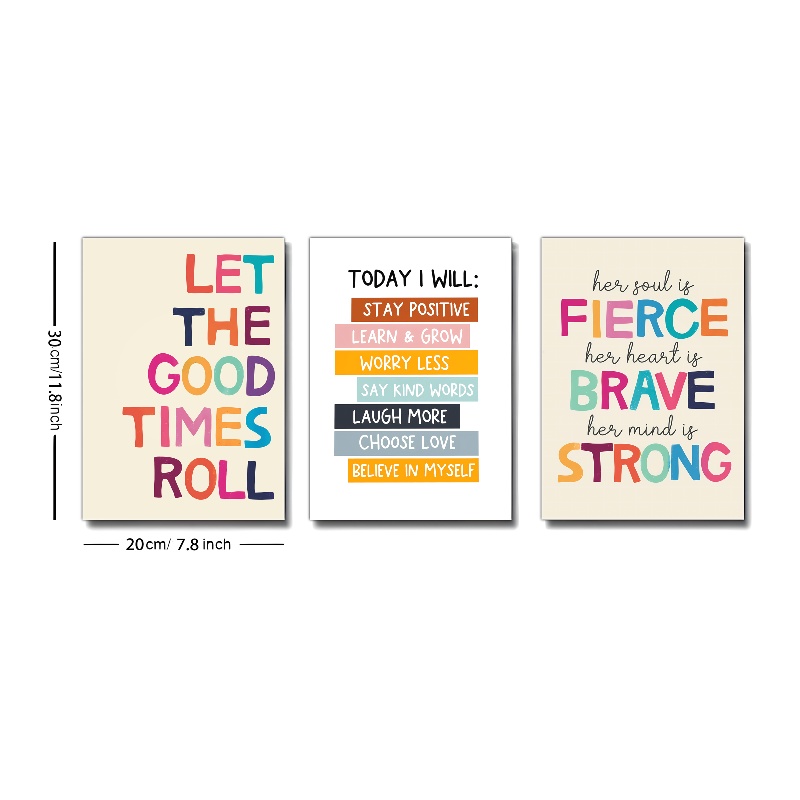 LET
THE
GOOD
TIMES
ROLL
30cm/11.8inch
20cm/ 7.8 inch
TODAY I WILL:
STAY POSITIVE
LEARN & GROW
WORRY LESS
SAY KIND WORDS
LAUGH MORE
CHOOSE LOVE
BELIEVE IN MYSELF
her soul is
FIERCE
her heart is
BRAVE
her mind is
STRONG